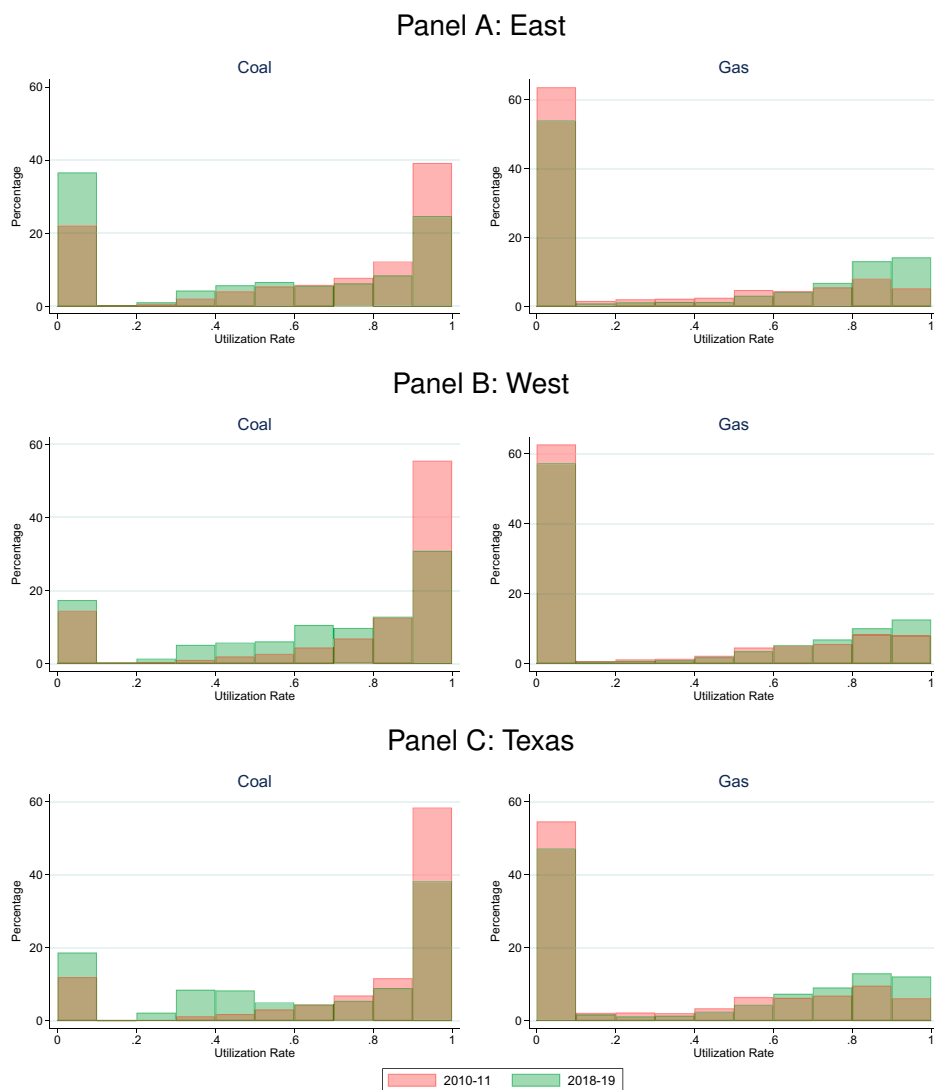 Panel A: East
Coal
Gas
Percentage
60
40
20
0
0 .2 .4 .6 .8 1
Utilization Rate
Percentage
60
40
20
0
0 .2 .4 .6 .8 1
Utilization Rate
Panel B: West
Coal
Gas
Percentage
60
40
20
0
0 .2 .4 .6 .8 1
Utilization Rate
Percentage
60
40
20
0
0 .2 .4 .6 .8 1
Utilization Rate
Panel C: Texas
Coal
Gas
Percentage
60
40
20
0
0 .2 .4 .6 .8 1
Utilization Rate
Percentage
60
40
20
0
0 .2 .4 .6 .8 1
Utilization Rate
2010-11 2018-19